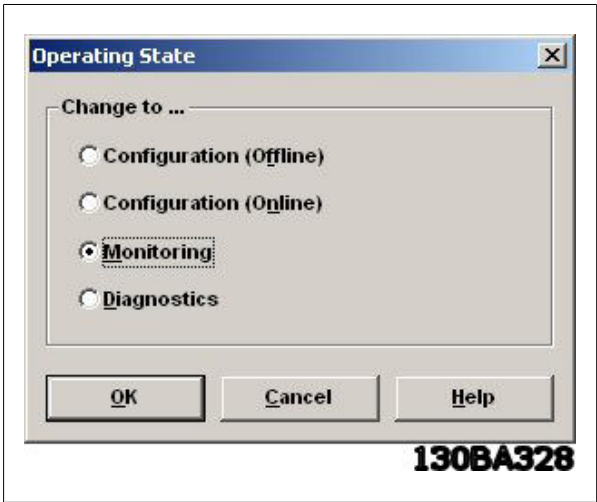 Operating State
Change to ...
Configuration (Offline)
Configuration (Online)
Monitoring
Diagnostics
OK
Cancel
Help
130BA328